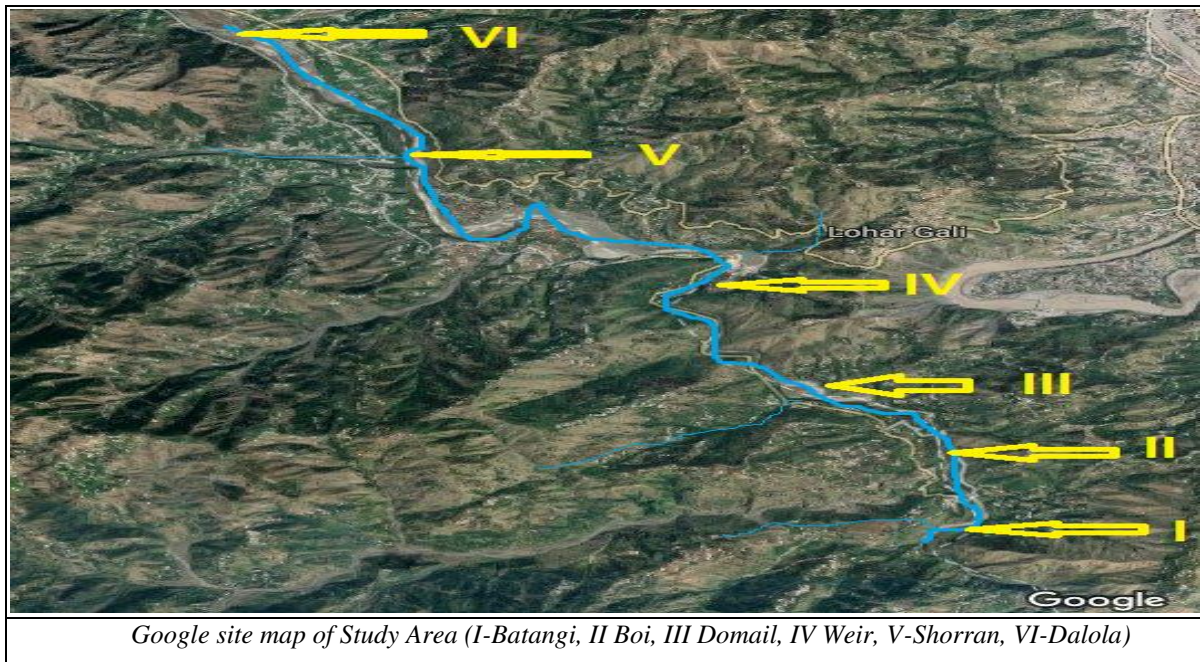 VI
V
Lohar Gali
IV
III
II
I
Google
Google site map of Study Area (I-Batangi, II Boi, III Domail, IV Weir, V-Shorran, VI-Dalola)